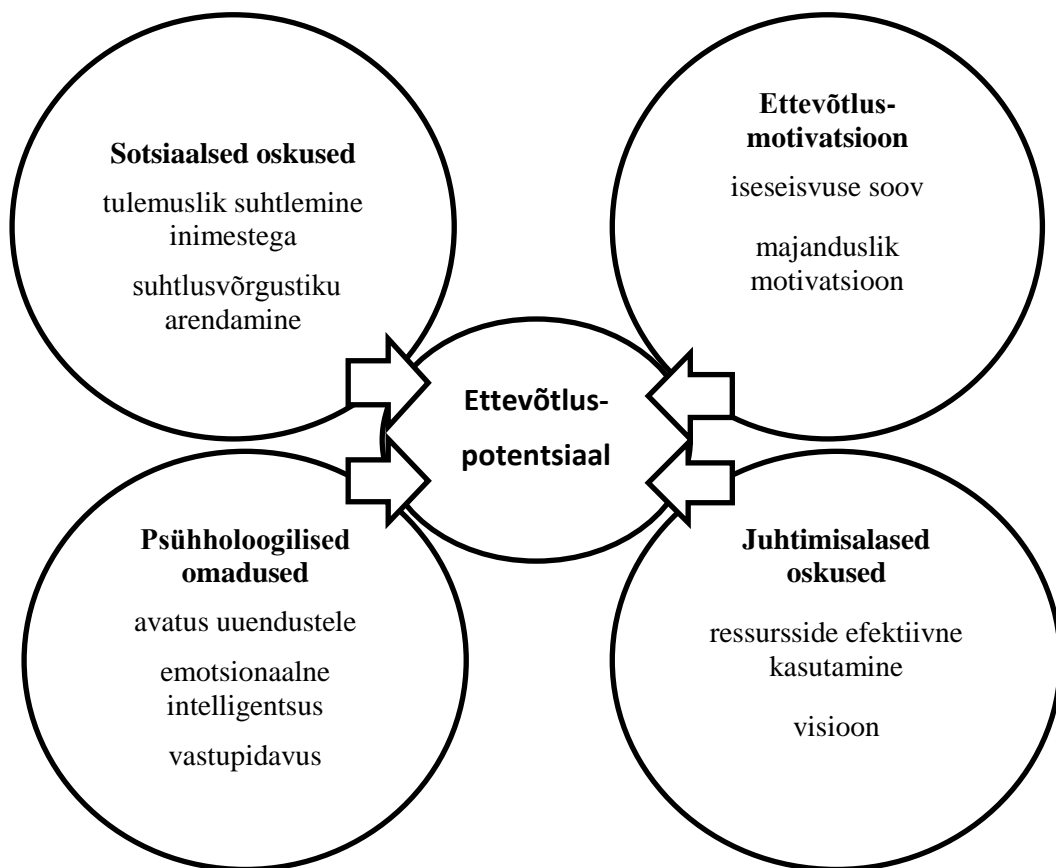 Sotsiaalsed oskused
tulemuslik suhtlemine
inimestega
suhtlusvõrgustiku
arendamine
Ettevõtlus-
motivatsioon
iseseisvuse soov
majanduslik
motivatsioon
Ettevõtlus-
potentsiaal
Psühholoogilised
omadused
avatus uuendustele
emotsionaalne
intelligentsus
vastupidavus
Juhtimisalased
oskused
ressursside efektiivne
kasutamine
visioon